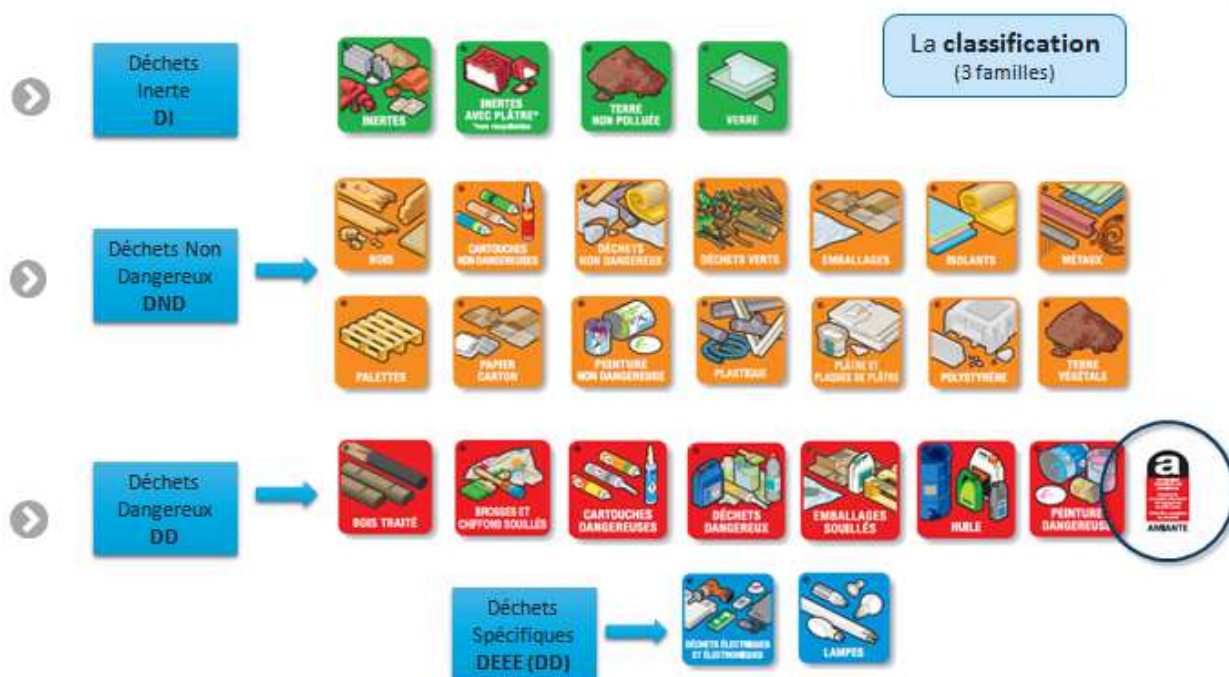 La classification
(3 familles)
Déchets
Inerte
DI
INERTES
INERTES
AVEC PLÂTRE*
*non recyclables
TERRE
NON POLLUÉE
VERRE
Déchets Non
Dangereux
DND
BOIS
CARTOUCHES
NON DANGEREUSES
DÉCHETS
NON DANGEREUX
DÉCHETS VERTS
EMBALLAGES
ISOLANTS
MÉTAUX
PALETTES
PAPIER
CARTON
PEINTURE
NON DANGEREUSE
PLASTIQUE
PLÂTRE ET
PLAQUES DE PLÂTRE
POLYSTYRÈNE
TERRE
VÉGÉTALE
Déchets
Dangereux
DD
BOIS TRAITÉ
BROSSES ET
CHIFFONS SOUILLÉS
CARTOUCHES
DANGEREUSES
DÉCHETS
DANGEREUX
EMBALLAGES
SOUILLÉS
HUILE
PEINTURE
DANGEREUSE
a
AMIANTE
Déchets
Spécifiques
DEEE (DD)
DÉCHETS ÉLECTRIQUES
ET ÉLECTRONIQUES
LAMPES